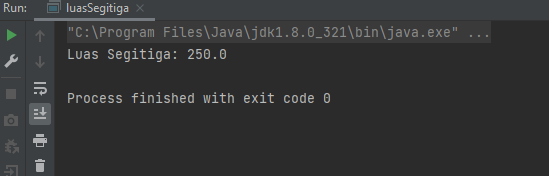 Run: luasSegitiga
"C:\Program Files\Java\jdk1.8.0_321\bin\java.exe" ...
Luas Segitiga: 250.0
Process finished with exit code 0